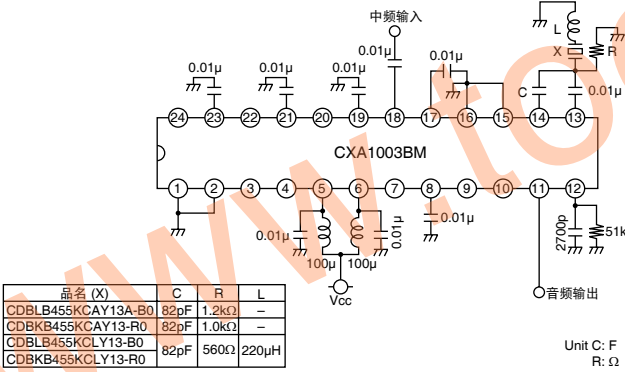 中频输入
L
X
R
0.01μ
0.01μ
0.01μ
0.01μ
0.01μ
C
0.01μ
24 23 22 21 20 19 18 17 16 15 14 13
CXA1003BM
1 2 3 4 5 6 7 8 9 10 11 12
0.01μ
0.01μ
0.01μ
2700p
51k
100μ 100μ
Vcc
音频输出
品名 (X) C R L
CDBLB455KCAY13A-B0 82pF 1.2kΩ –
CDBKB455KCAY13-R0 82pF 1.0kΩ –
CDBLB455KCLY13-B0 82pF 560Ω 220μH
CDBKB455KCLY13-R0
Unit C: F
R: Ω